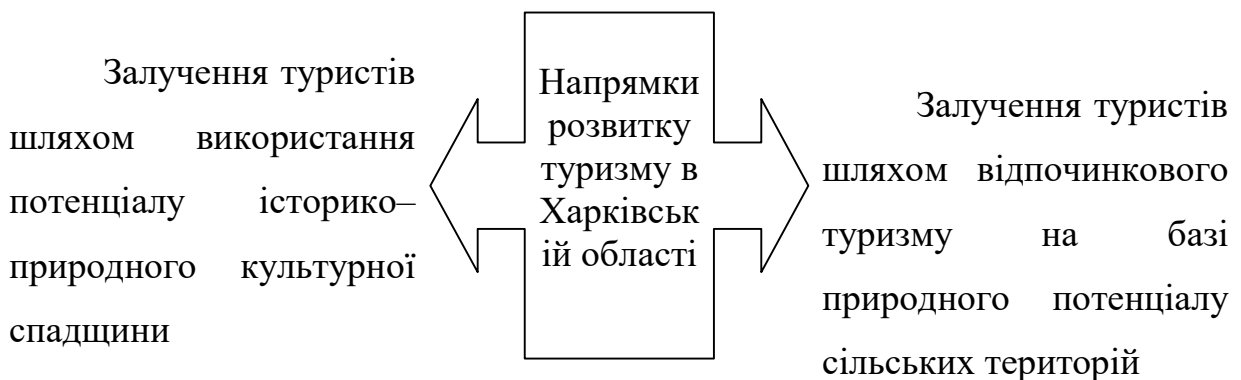 Залучення туристів
шляхом використання
потенціалу історико–
природного культурної
спадщини
Напрямки
розвитку
туризму в
Харківськ
ій області
Залучення туристів
шляхом відпочинкового
туризму на базі
природного потенціалу
сільських територій